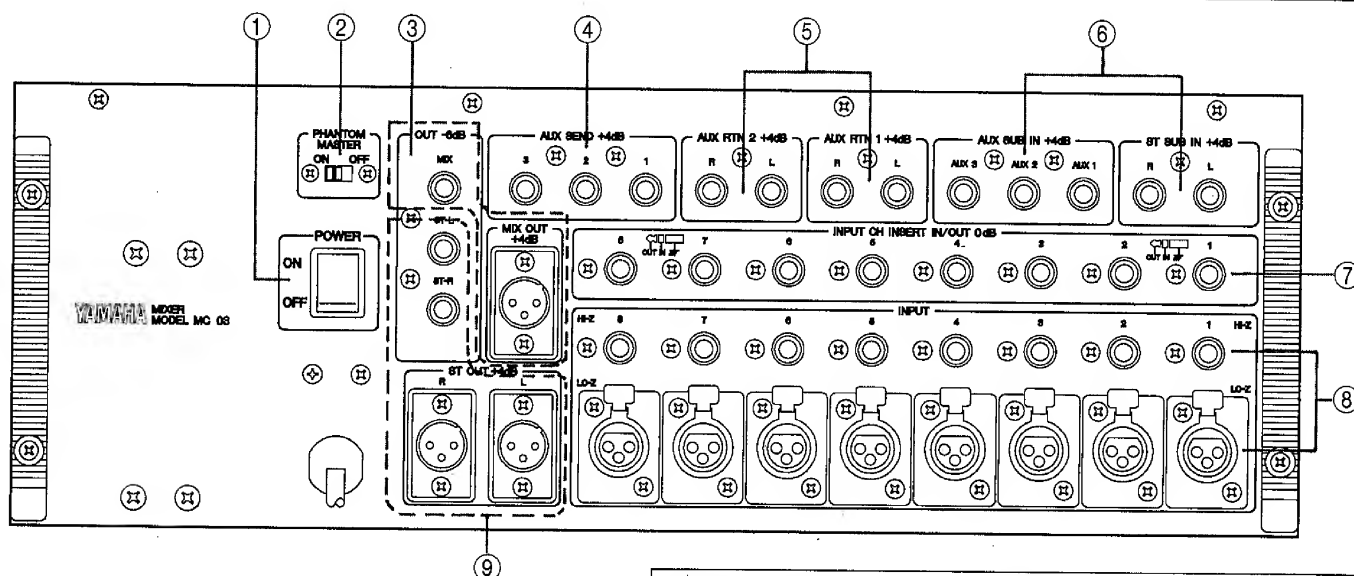 ① ② ③ ④ ⑤ ⑥
PHANTOM
MASTER
ON OFF
OUT -6dB
MIX
ST-L
ST-R
AUX SEND +4dB
3 2 1
AUX RTN 2 +4dB
R L
AUX RTN 1 +4dB
R L
AUX SUB IN +4dB
AUX 3 AUX 2 AUX 1
ST SUB IN +4dB
R L
POWER
ON
OFF
YAMAHA MIXER
MODEL MC 03
MIX OUT
+4dB
INPUT CH INSERT IN/OUT 0dB
8 7 6 5 4 3 2 1
OUT IN
OUT IN
⑦
INPUT
HI-Z 8 7 6 5 4 3 2 1 HI-Z
LO-Z LO-Z
⑧
ST OUT +4dB
R L
⑨